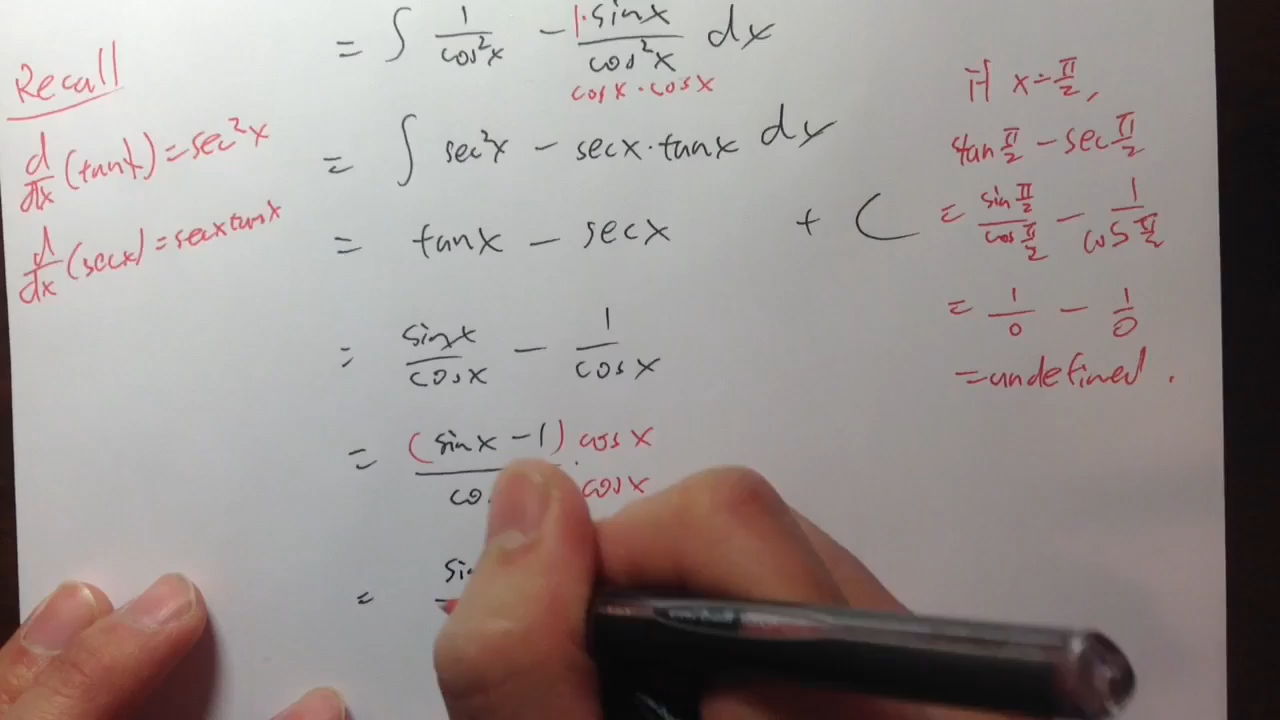 Recall
d/dx (tanx) = sec²x
d/dx (secx) = secxtanx
= ∫ 1/cos²x − 1·sinx/cos²x dx
cosx · cosx
= ∫ sec²x − secx·tanx dx
= tanx − secx + C
= sinx/cosx − 1/cosx
= (sinx − 1) cosx
cosx
=
if x = π/2,
tan π/2 − sec π/2
= sin π/2 / cos π/2 − 1/cos π/2
= 1/0 − 1/0
= undefined.